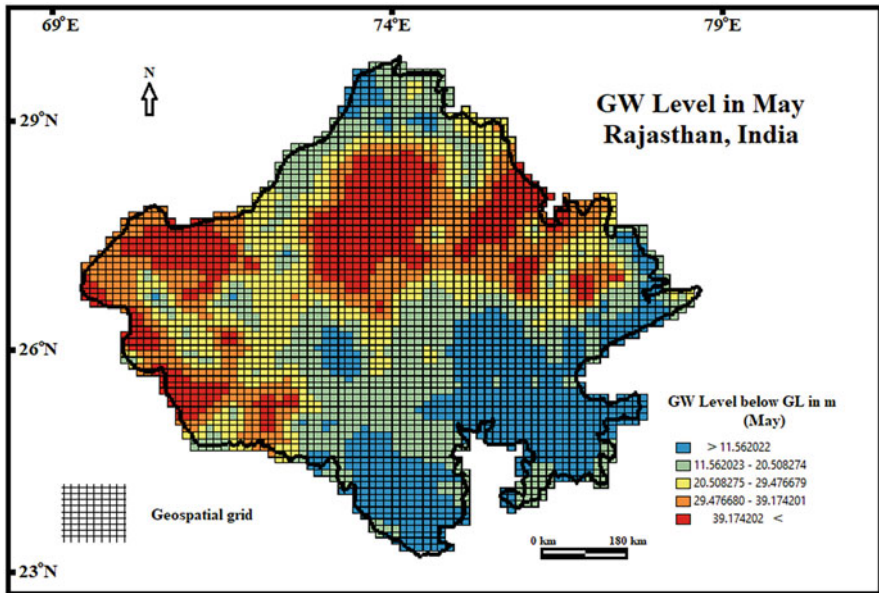 69°E 74°E 79°E
N
GW Level in May
Rajasthan, India
29°N
26°N
GW Level below GL in m
(May)
> 11.562022
11.562023 - 20.508274
20.508275 - 29.476679
29.476680 - 39.174201
39.174202 <
Geospatial grid
0 km 180 km
23°N